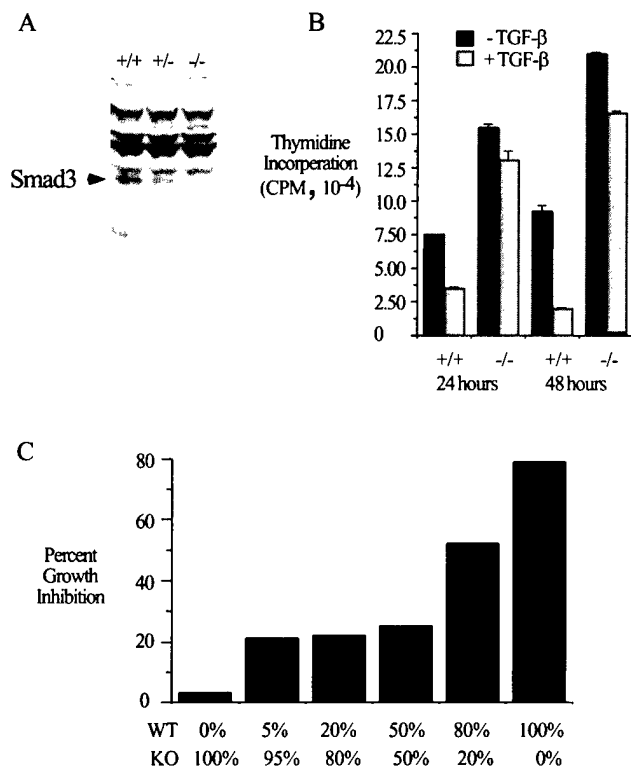 A
+/+ +/- -/-
Smad3
B
- TGF-β
+ TGF-β
Thymidine
Incorperation
(CPM, 10-4)
22.5
20.0
17.5
15.0
12.5
10.0
7.50
5.00
2.50
0
+/+ -/- +/+ -/-
24 hours 48 hours
C
Percent
Growth
Inhibition
80
60
40
20
0
WT 0% 5% 20% 50% 80% 100%
KO 100% 95% 80% 50% 20% 0%